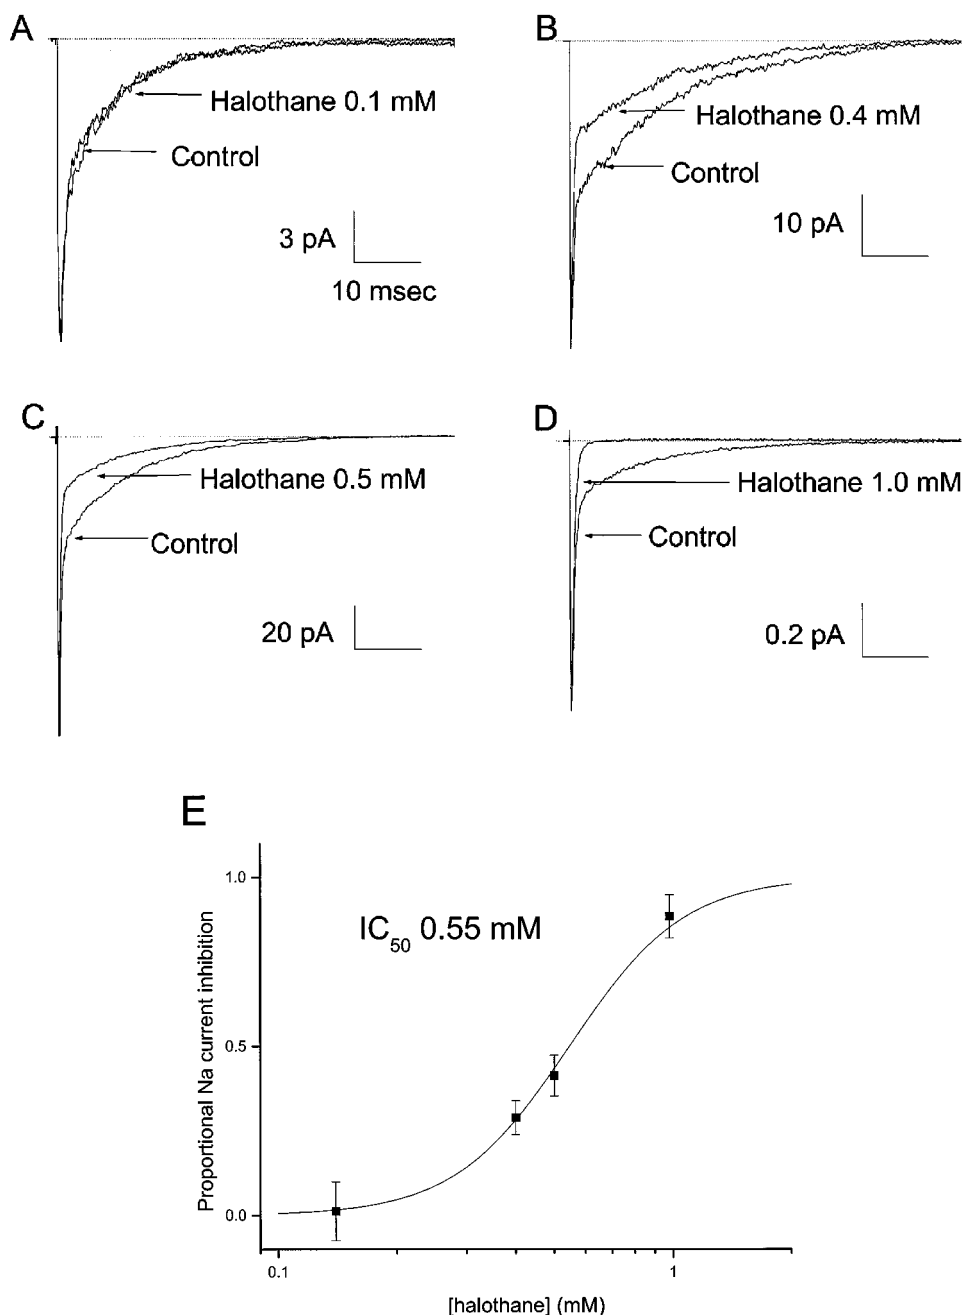 A
Halothane 0.1 mM
Control
3 pA
10 msec
B
Halothane 0.4 mM
Control
10 pA
C
Halothane 0.5 mM
Control
20 pA
D
Halothane 1.0 mM
Control
0.2 pA
E
IC50 0.55 mM
Proportional Na current inhibition
1.0
0.5
0.0
0.1
1
[halothane] (mM)